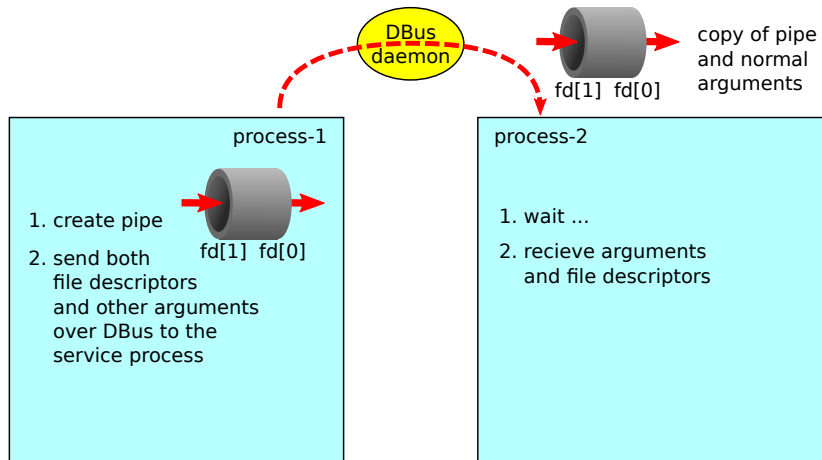 DBus
daemon
fd[1] fd[0]
copy of pipe
and normal
arguments
process-1
1. create pipe
fd[1] fd[0]
2. send both
file descriptors
and other arguments
over DBus to the
service process
process-2
1. wait ...
2. recieve arguments
and file descriptors